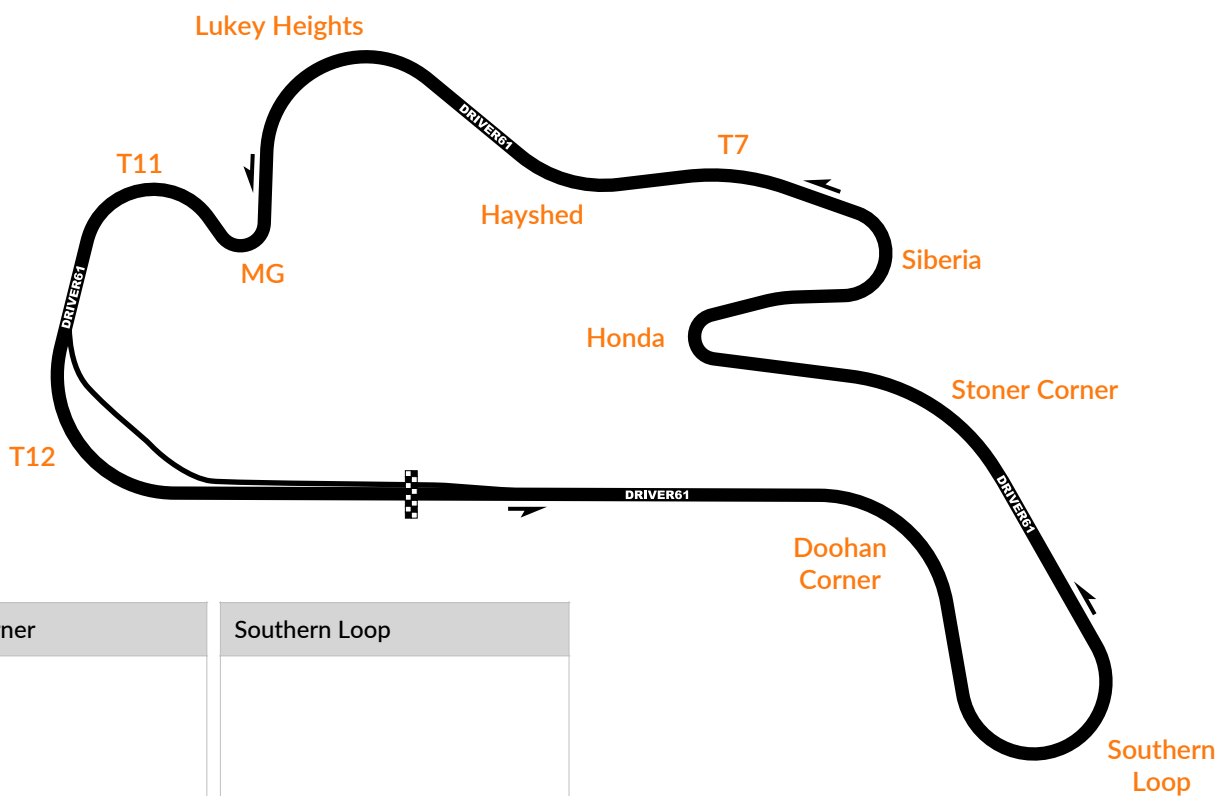 Lukey Heights
DRIVER61
T7
T11
Hayshed
MG
Siberia
DRIVER61
Honda
Stoner Corner
T12
DRIVER61
DRIVER61
Doohan
Corner
rner
Southern Loop
Southern
Loop